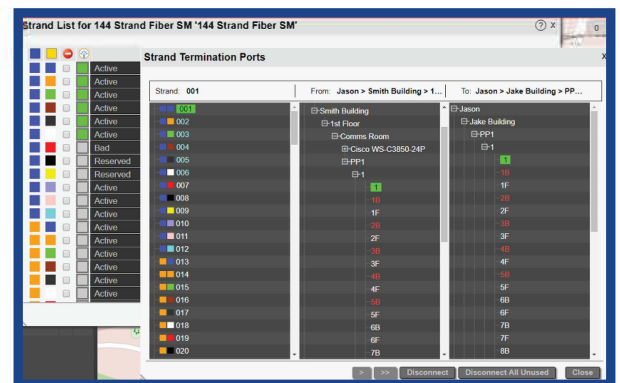 Strand List for 144 Strand Fiber SM '144 Strand Fiber SM'
? x
0
Active
Active
Active
Active
Active
Active
Bad
Reserved
Reserved
Active
Active
Active
Active
Active
Active
Active
Active
Active
Strand Termination Ports
x
Strand: 001
001
002
003
004
005
006
007
008
009
010
011
012
013
014
015
016
017
018
019
020
From: Jason > Smith Building > 1...
Smith Building
1st Floor
Comms Room
Cisco WS-C3850-24P
PP1
1
1
1B
1F
2B
2F
3B
3F
4B
4F
5B
5F
6B
6F
7B
To: Jason > Jake Building > PP...
Jason
Jake Building
PP1
1
1
1B
1F
2B
2F
3B
3F
4B
4F
5B
5F
6B
6F
7B
7F
8B
> >> Disconnect Disconnect All Unused Close